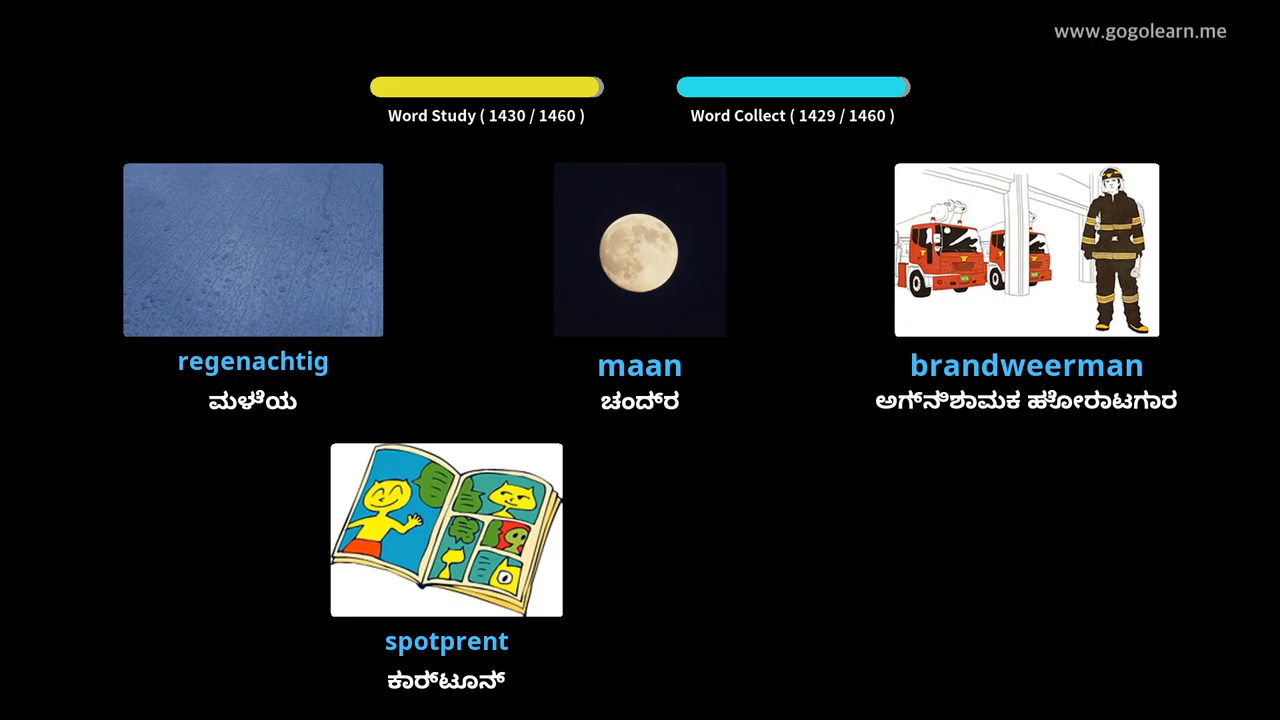 www.gogolearn.me
Word Study ( 1430 / 1460 )
Word Collect ( 1429 / 1460 )
regenachtig
ಮಳೆಯ
maan
ಚಂದ್ರ
brandweerman
ಅಗ್ನಿಶಾಮಕ ಹೋರಾಟಗಾರ
spotprent
ಕಾರ್ಟೂನ್